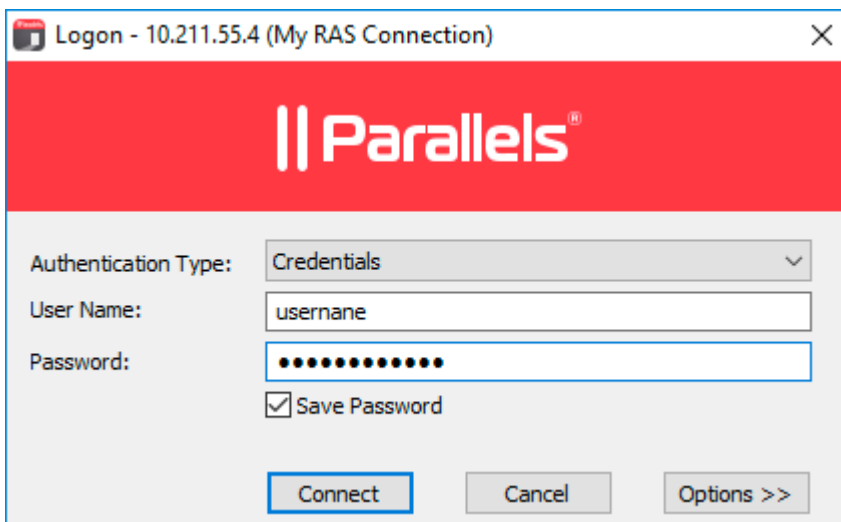 Logon - 10.211.55.4 (My RAS Connection)
Parallels®
Authentication Type: Credentials
User Name: usernane
Password: ••••••••••••
Save Password
Connect Cancel Options >>